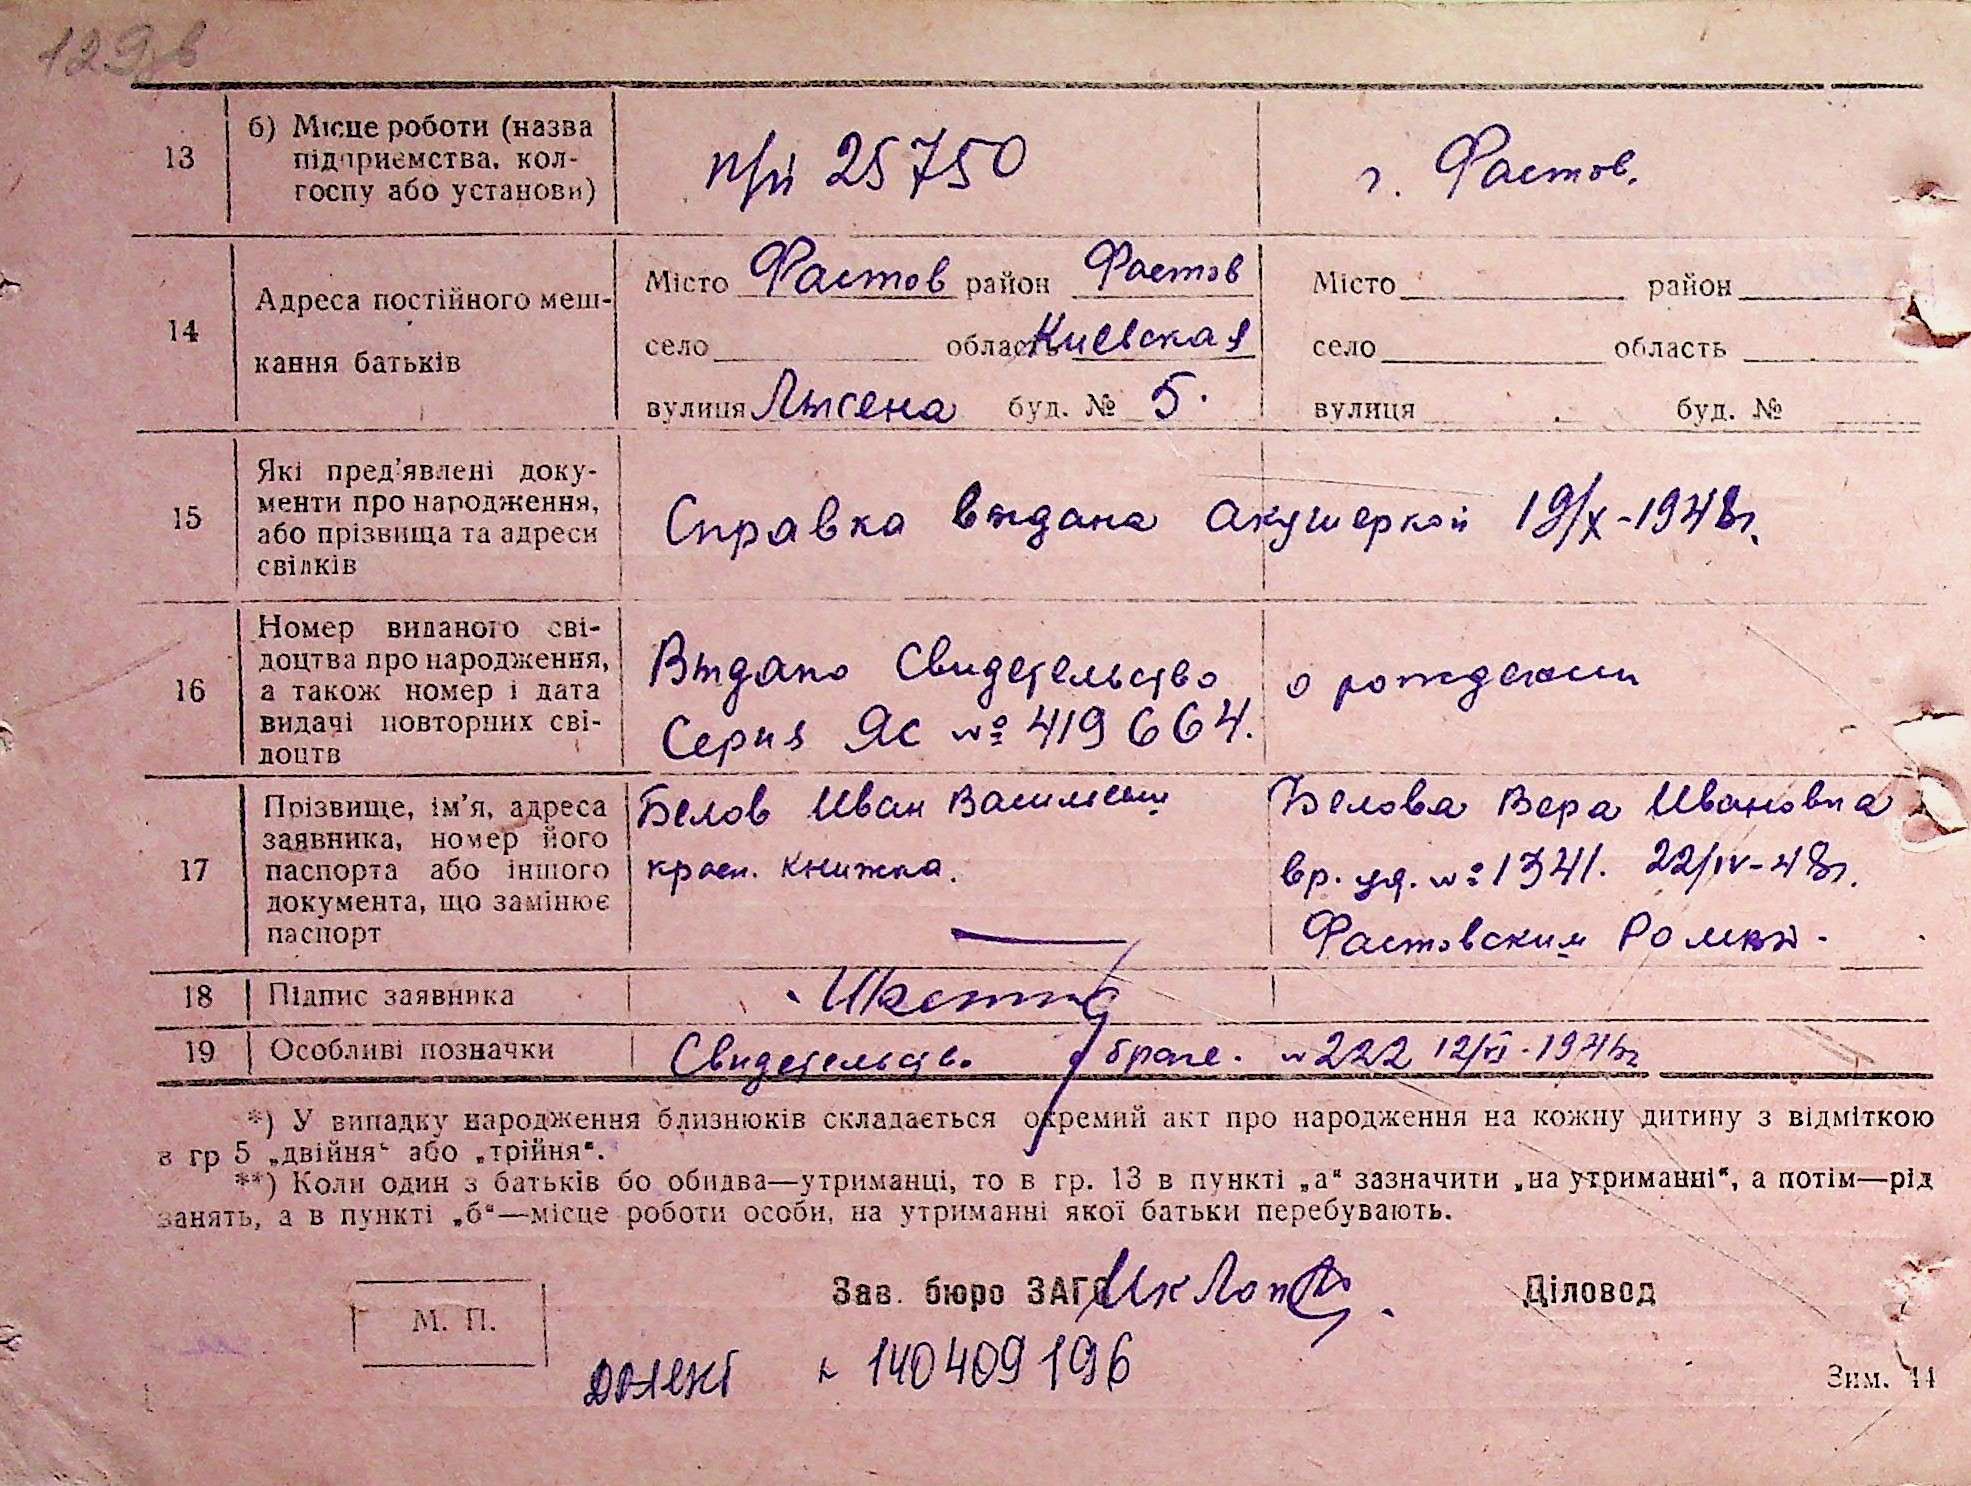 129зв
13
б) Місце роботи (назва
підприємства, кол-
госпу або установи)
п/я 25750
г. Фастов.
14
Адреса постійного меш-
кання батьків
Місто Фастов район Фастов
село область Киевская
вулиця Лысена буд. № 5.
Місто район
село область
вулиця буд. №
15
Які пред'явлені доку-
менти про народження,
або прізвища та адреси
свідків
Справка выдана акушеркой 19/X-1948г.
16
Номер виданого сві-
доцтва про народження,
а також номер і дата
видачі повторних сві-
доцтв
Выдано Свидетельство о рождении
Серия ЯС № 419664.
17
Прізвище, ім'я, адреса
заявника, номер його
паспорта або іншого
документа, що замінює
паспорт
Белов Иван Васильевич
красн. книжка.
Белова Вера Ивановна
вр. уд. № 1341. 22/IV-48г.
Фастовским
18
Підпис заявника
19
Особливі позначки
Свидетельств. о браке. № 222 12/VI-1947г
*) У випадку народження близнюків складається окремий акт про народження на кожну дитину з відміткою
в гр 5 „двійня“ або „трійня“.
**) Коли один з батьків бо обидва—утриманці, то в гр. 13 в пункті „а“ зазначити „на утриманні“, а потім—рід
занять, а в пункті „б“—місце роботи особи, на утриманні якої батьки перебувають.
Зав. бюро ЗАГС
Діловод
М. П.
№ 140409196
Зим. 44